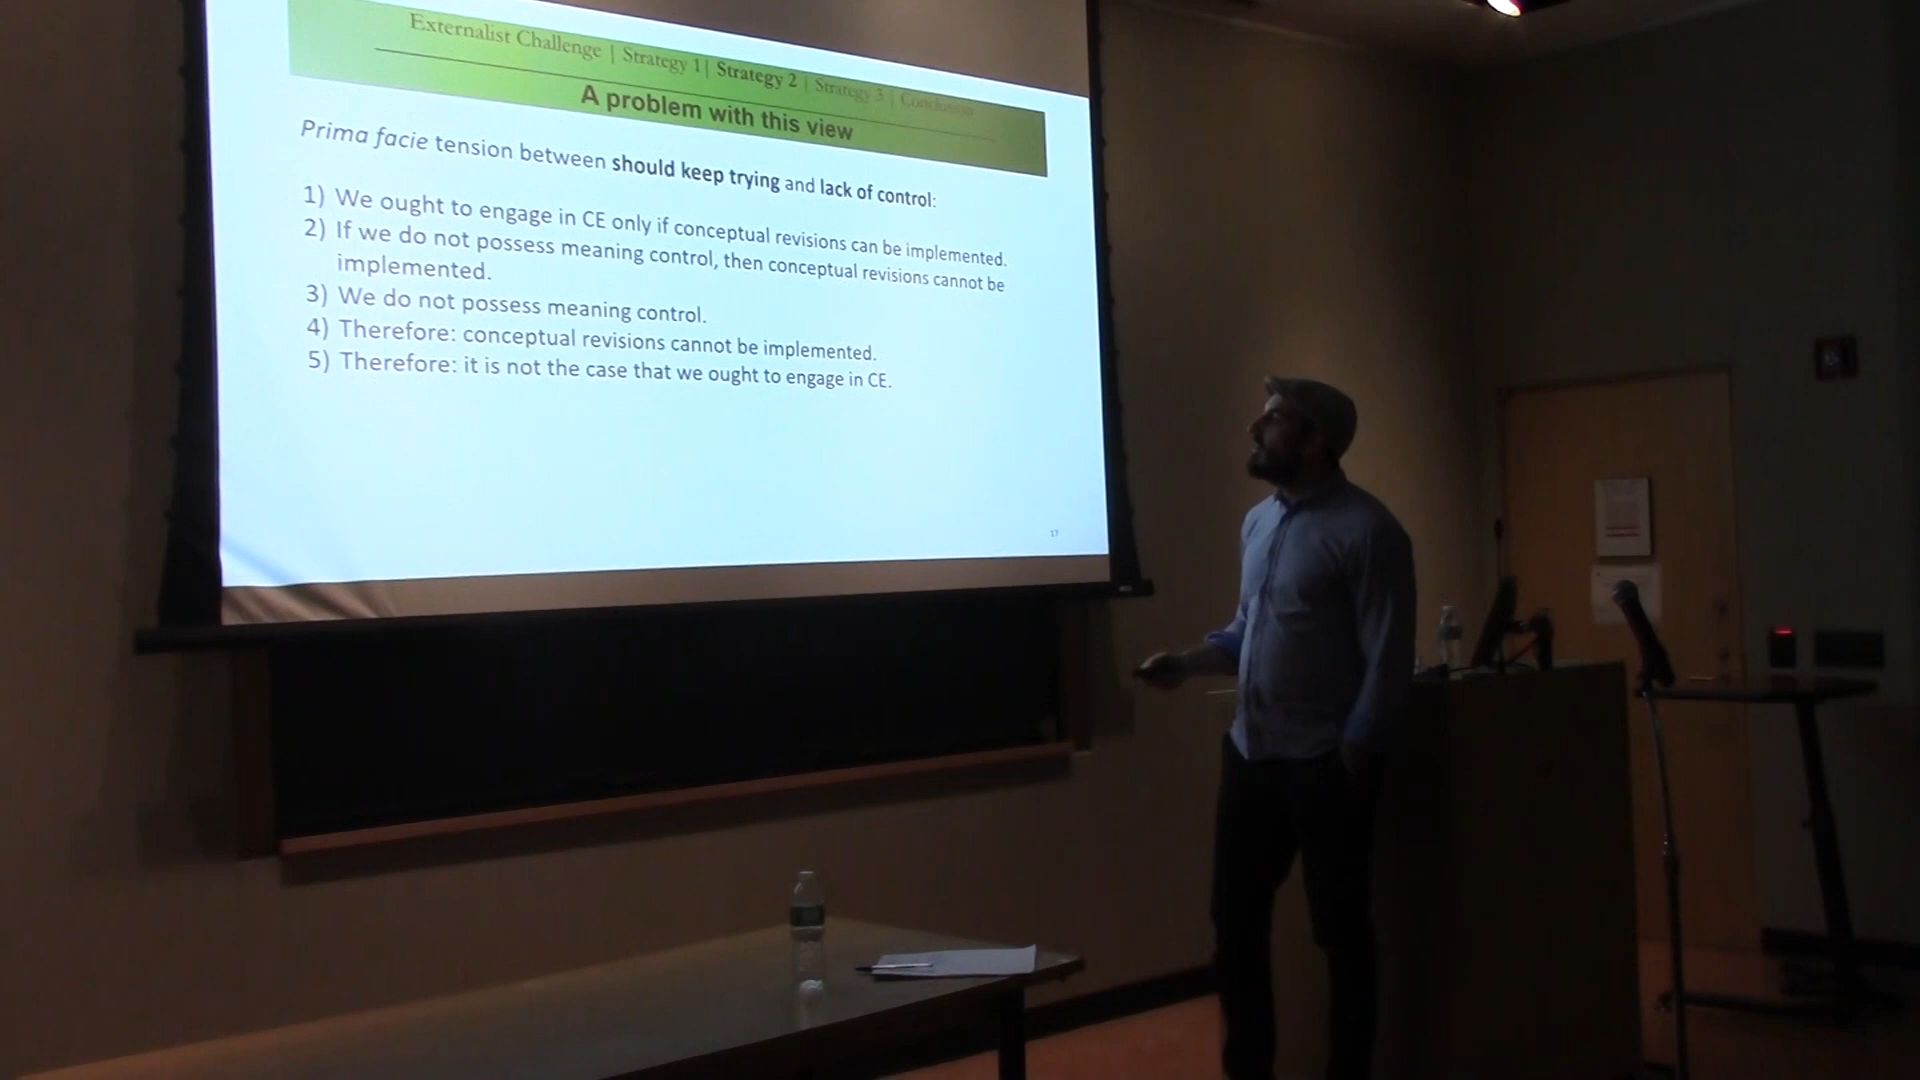 Externalist Challenge | Strategy 1 | Strategy 2 | Strategy 3 | Conclusion
A problem with this view
Prima facie tension between should keep trying and lack of control:
1) We ought to engage in CE only if conceptual revisions can be implemented.
2) If we do not possess meaning control, then conceptual revisions cannot be
implemented.
3) We do not possess meaning control.
4) Therefore: conceptual revisions cannot be implemented.
5) Therefore: it is not the case that we ought to engage in CE.
17